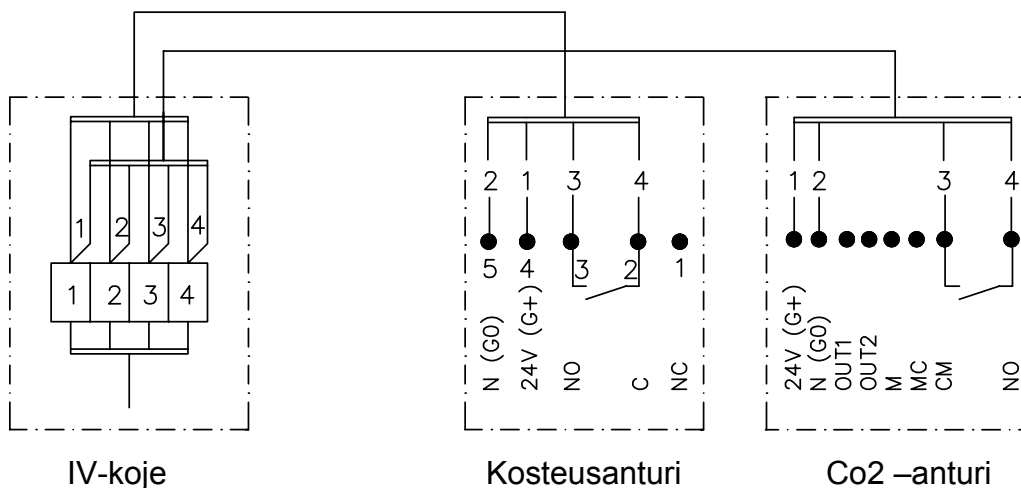 2 1 3 4
1 2 3 4
1 2 3 4
1 2 3 4
5 4 3 2 1
N (G0)
24V (G+)
NO
C
NC
24V (G+)
N (G0)
OUT1
OUT2
M
MC
CM
NO
IV-koje
Kosteusanturi
Co2 –anturi